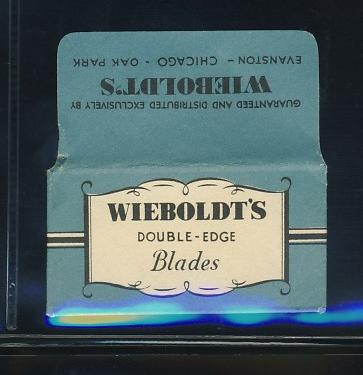 GUARANTEED AND DISTRIBUTED EXCLUSIVELY BY
WIEBOLDT'S
EVANSTON - CHICAGO - OAK PARK
WIEBOLDT'S
DOUBLE-EDGE
Blades